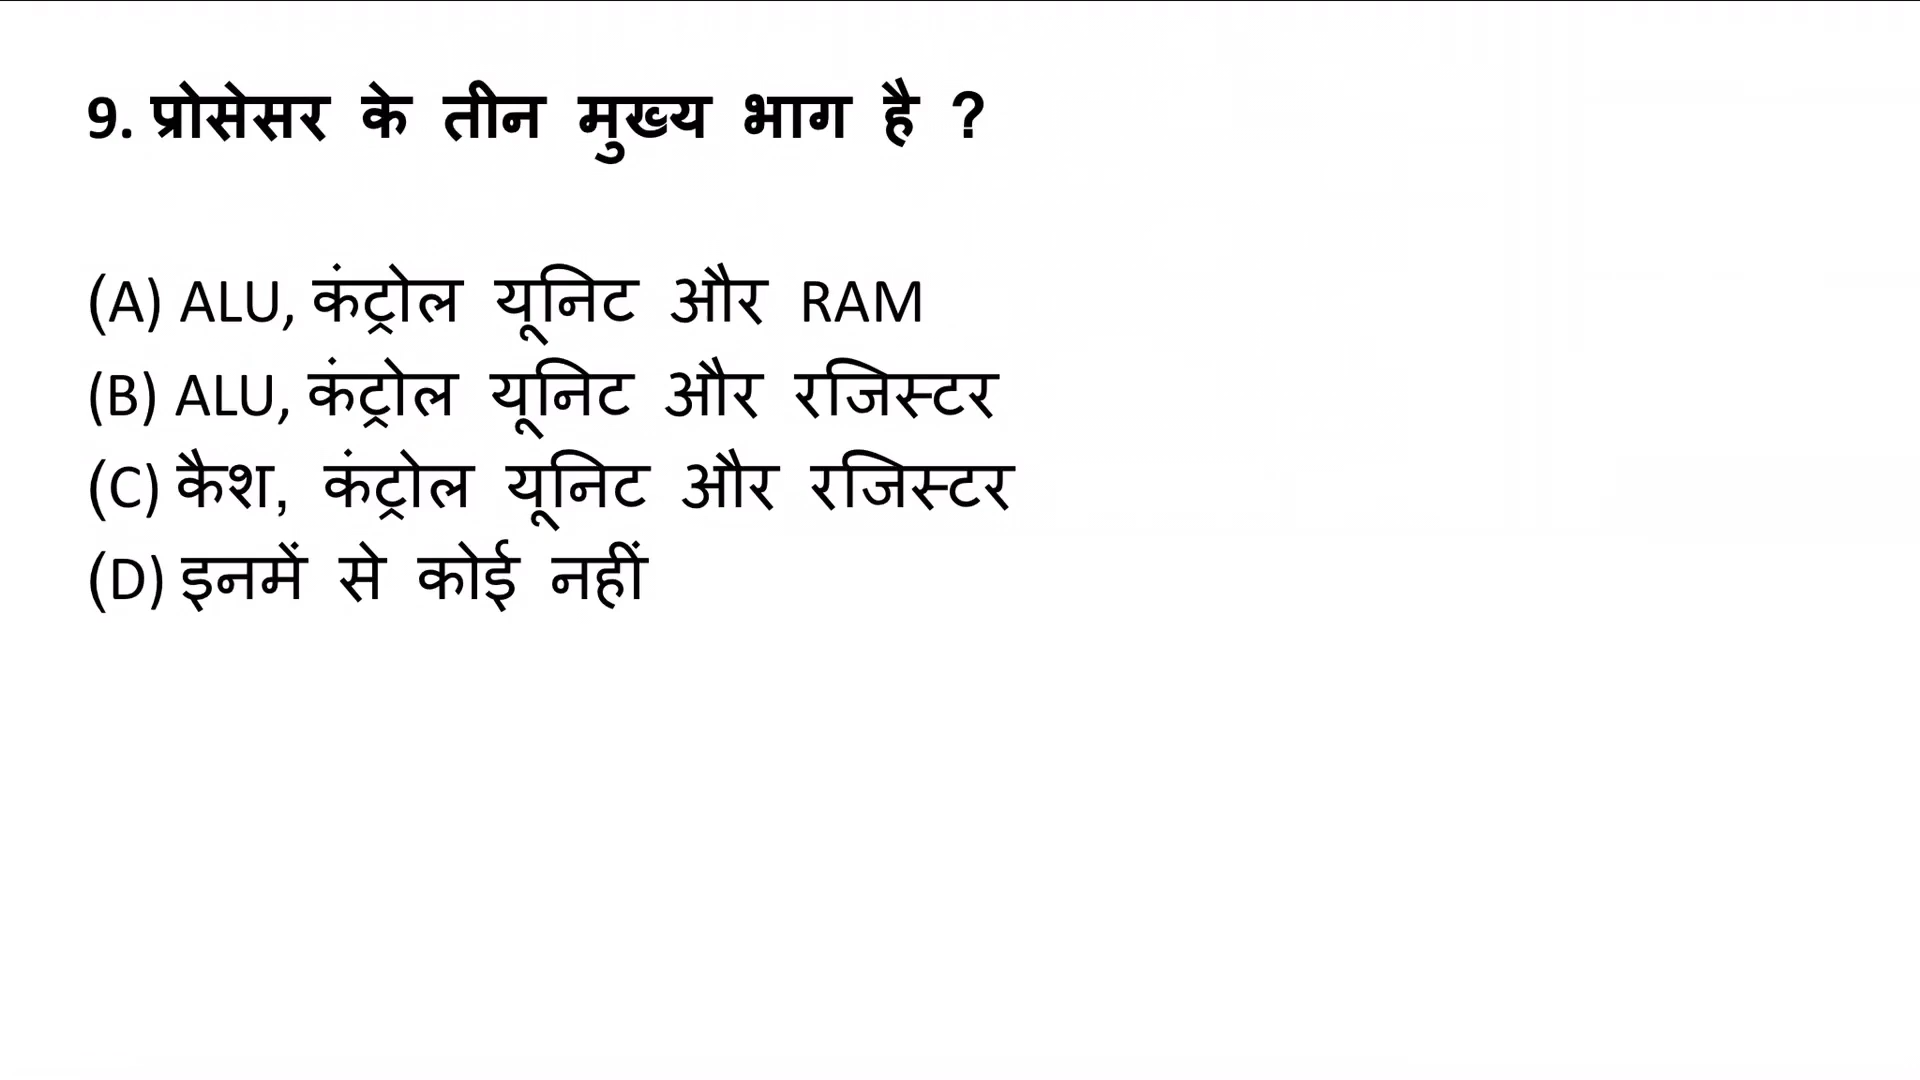 9. प्रोसेसर के तीन मुख्य भाग है ?
(A) ALU, कंट्रोल यूनिट और RAM
(B) ALU, कंट्रोल यूनिट और रजिस्टर
(C) कैश, कंट्रोल यूनिट और रजिस्टर
(D) इनमें से कोई नहीं